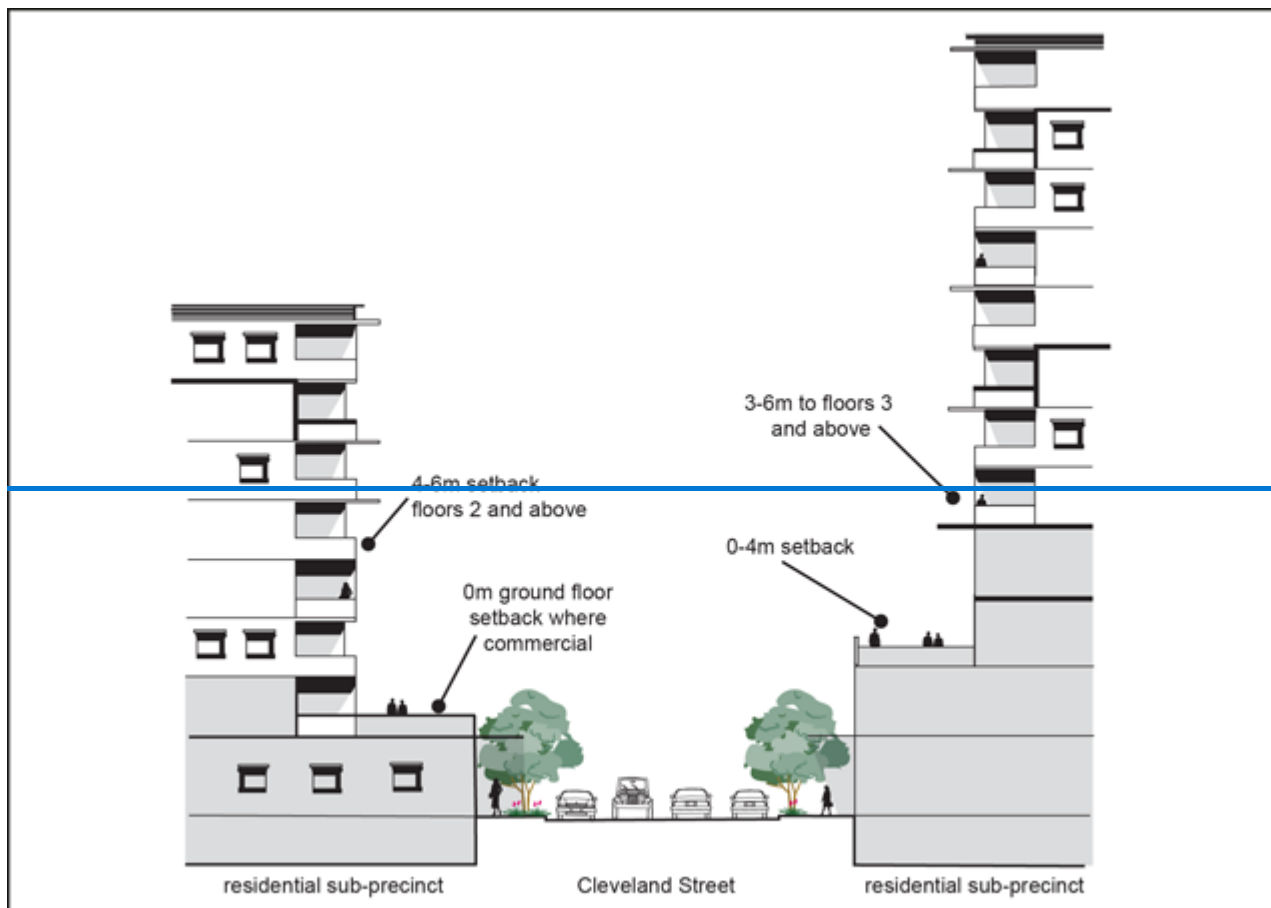 3-6m to floors 3
and above
4-6m setback
floors 2 and above
0-4m setback
0m ground floor
setback where
commercial
residential sub-precinct
Cleveland Street
residential sub-precinct